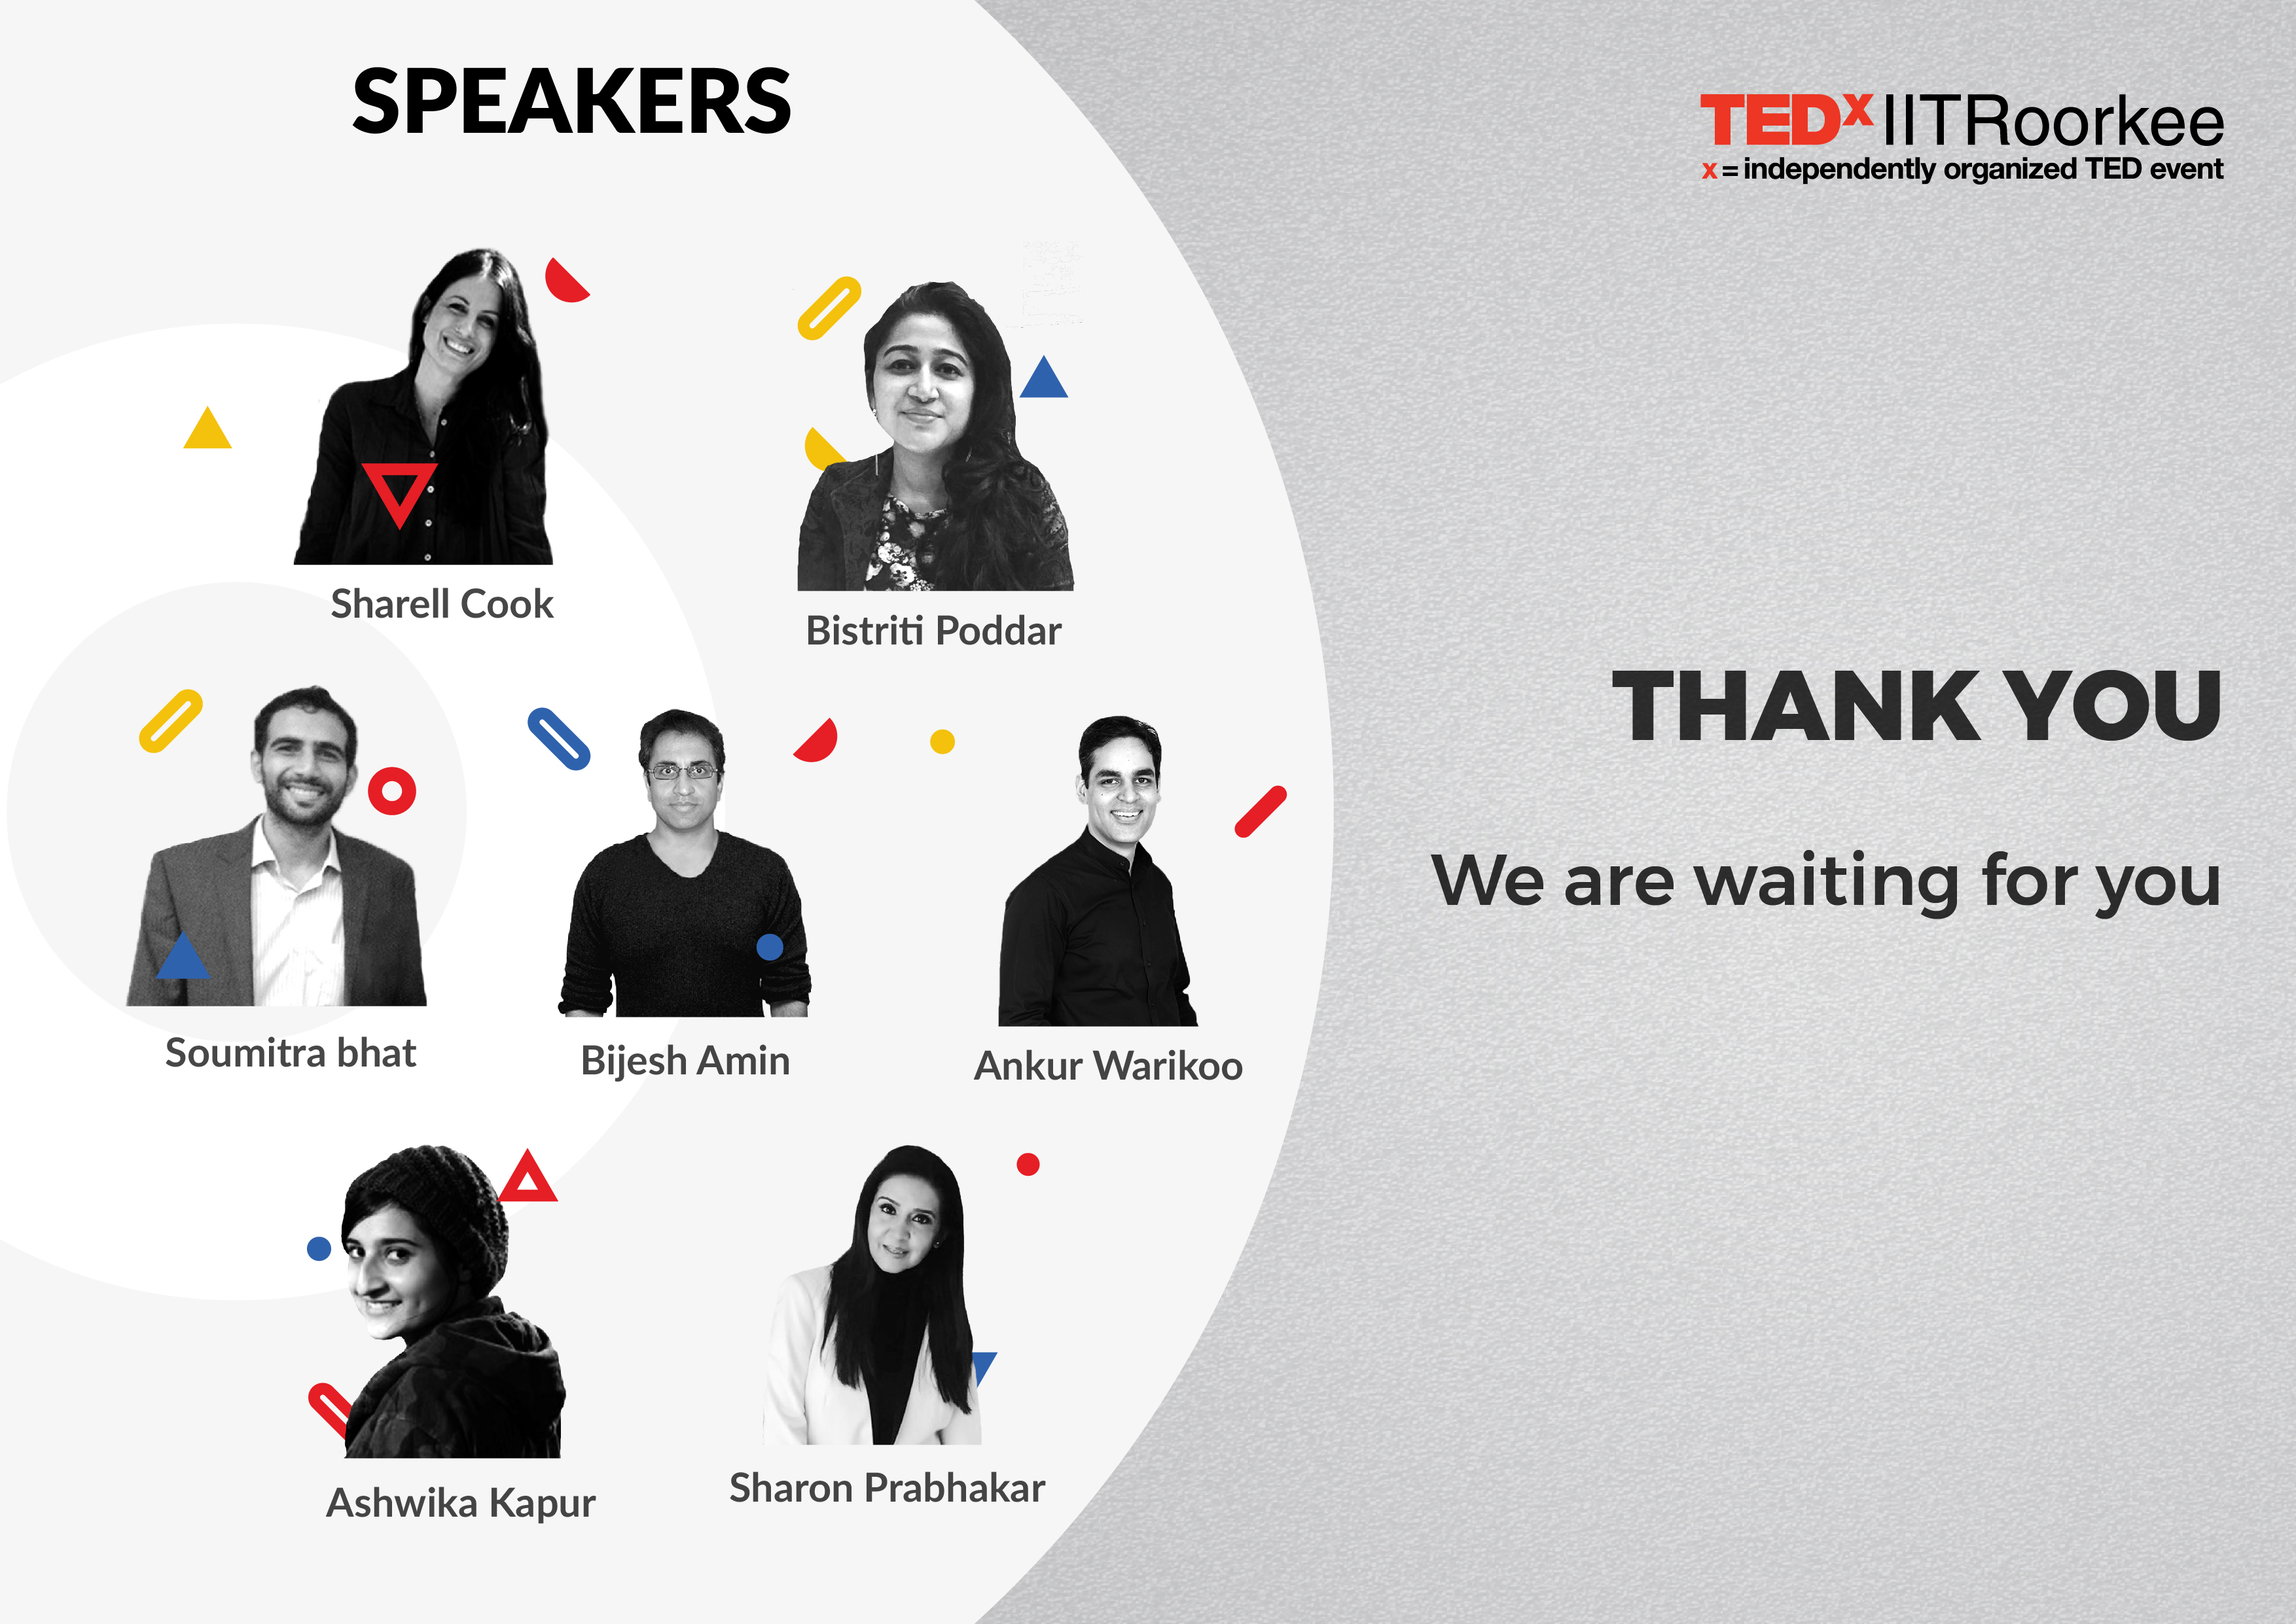 SPEAKERS
Sharell Cook
Bistriti Poddar
Soumitra bhat
Bijesh Amin
Ankur Warikoo
Ashwika Kapur
Sharon Prabhakar
TEDx IITRoorkee
x = independently organized TED event
THANK YOU
We are waiting for you